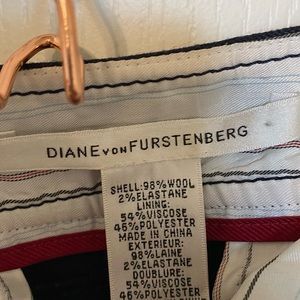 DIANE VON FURSTENBERG
SHELL:98%WOOL
2%ELASTANE
LINING:
54%VISCOSE
46%POLYESTER
MADE IN CHINA
EXTERIEUR:
98%LAINE
2%ELASTANE
DOUBLURE:
54%VISCOSE
46%POLYESTER